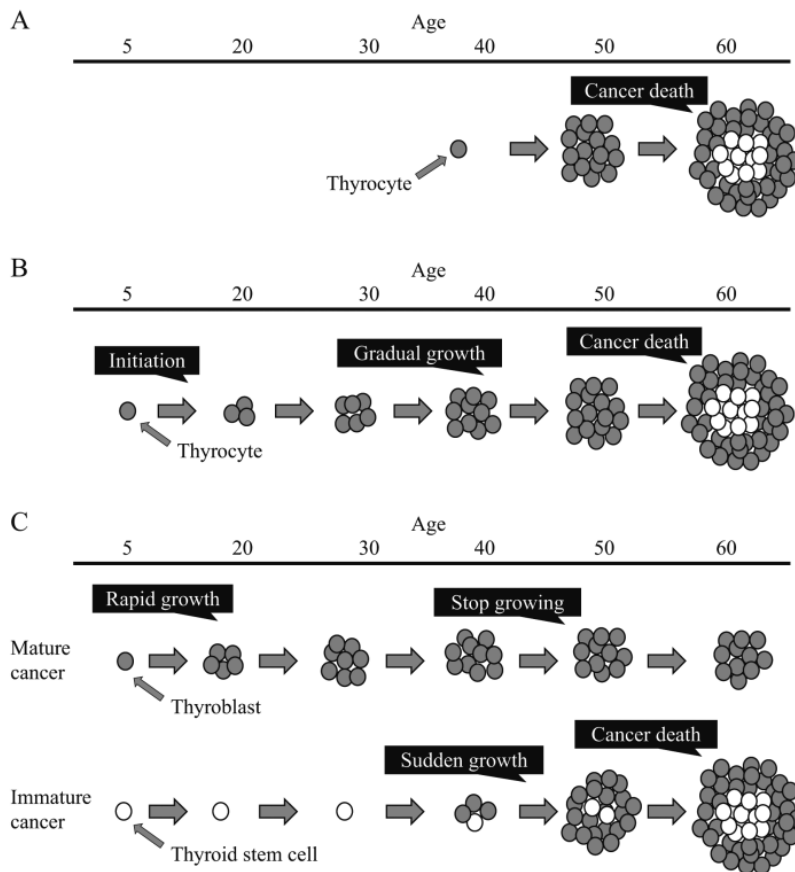 A
Age
5 20 30 40 50 60
Cancer death
Thyrocyte
B
Age
5 20 30 40 50 60
Initiation
Gradual growth
Cancer death
Thyrocyte
C
Age
5 20 30 40 50 60
Rapid growth
Stop growing
Mature
cancer
Thyroblast
Cancer death
Sudden growth
Immature
cancer
Thyroid stem cell